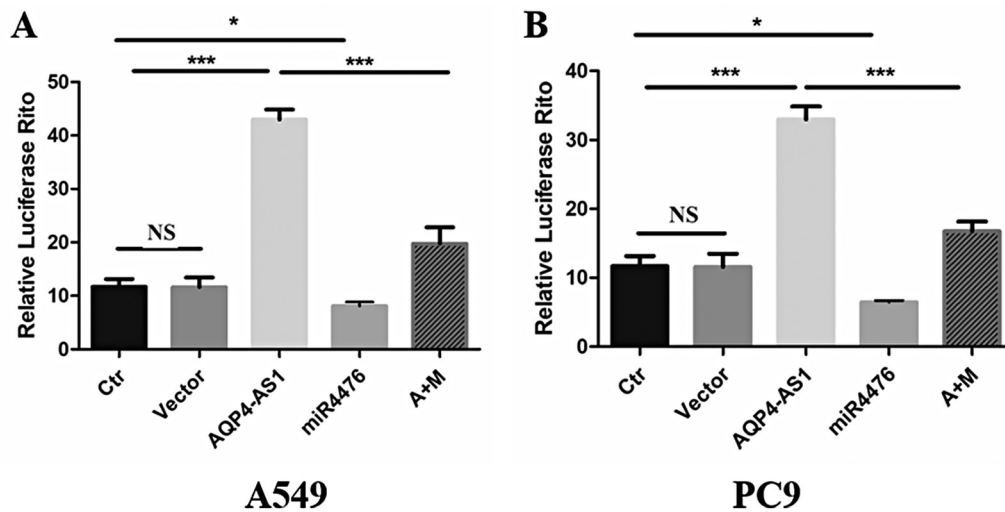 A
*
***
***
Relative Luciferase Rito
50
40
30
20
10
0
NS
Ctr
Vector
AQP4-AS1
miR4476
A+M
A549
B
*
***
***
Relative Luciferase Rito
40
30
20
10
0
NS
Ctr
Vector
AQP4-AS1
miR4476
A+M
PC9